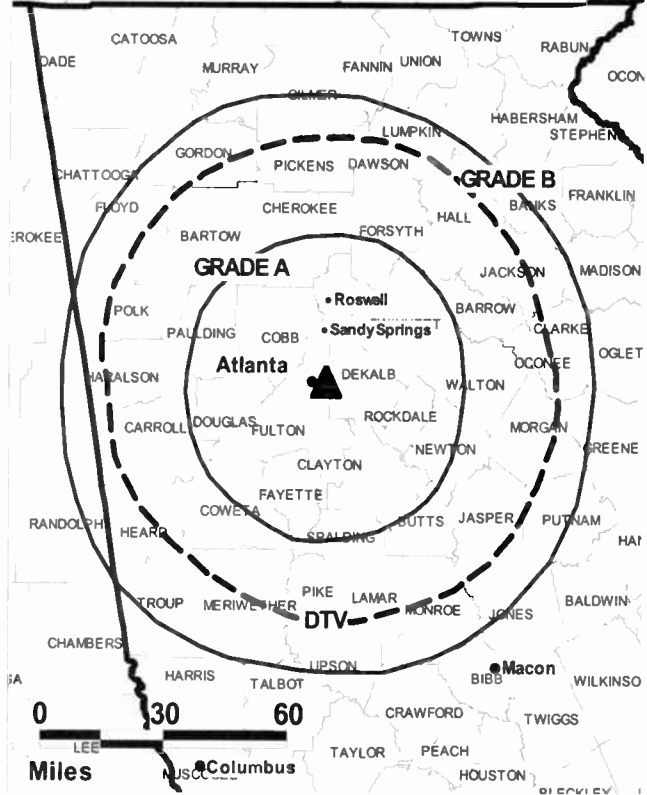 TOWNS
CATOOSA
RABUN
DADE
MURRAY
FANNIN
UNION
OCON
GILMER
HABERSHAM
LUMPKIN
STEPHEN
GORDON
PICKENS
DAWSON
CHATTOOGA
GRADE B
FRANKLIN
FLOYD
CHEROKEE
HALL
BANKS
EROKEE
BARTOW
FORSYTH
GRADE A
JACKSON
MADISON
Roswell
POLK
BARROW
PAULDING
COBB
Sandy Springs
CLARKE
OGLET
Atlanta
DEKALB
OCONEE
HARALSON
WALTON
CARROLL
DOUGLAS
FULTON
ROCKDALE
MORGAN
NEWTON
GREENE
CLAYTON
FAYETTE
COWETA
RANDOLPH
HEARD
SPALDING
BUTTS
JASPER
PUTNAM
HAN
TROUP
MERIWETHER
PIKE
LAMAR
MONROE
JONES
BALDWIN
DTV
CHAMBERS
UPSON
Macon
GA
HARRIS
TALBOT
BIBB
WILKINSO
0 30 60
CRAWFORD
TWIGGS
LEE
TAYLOR
PEACH
Miles
Columbus
HOUSTON